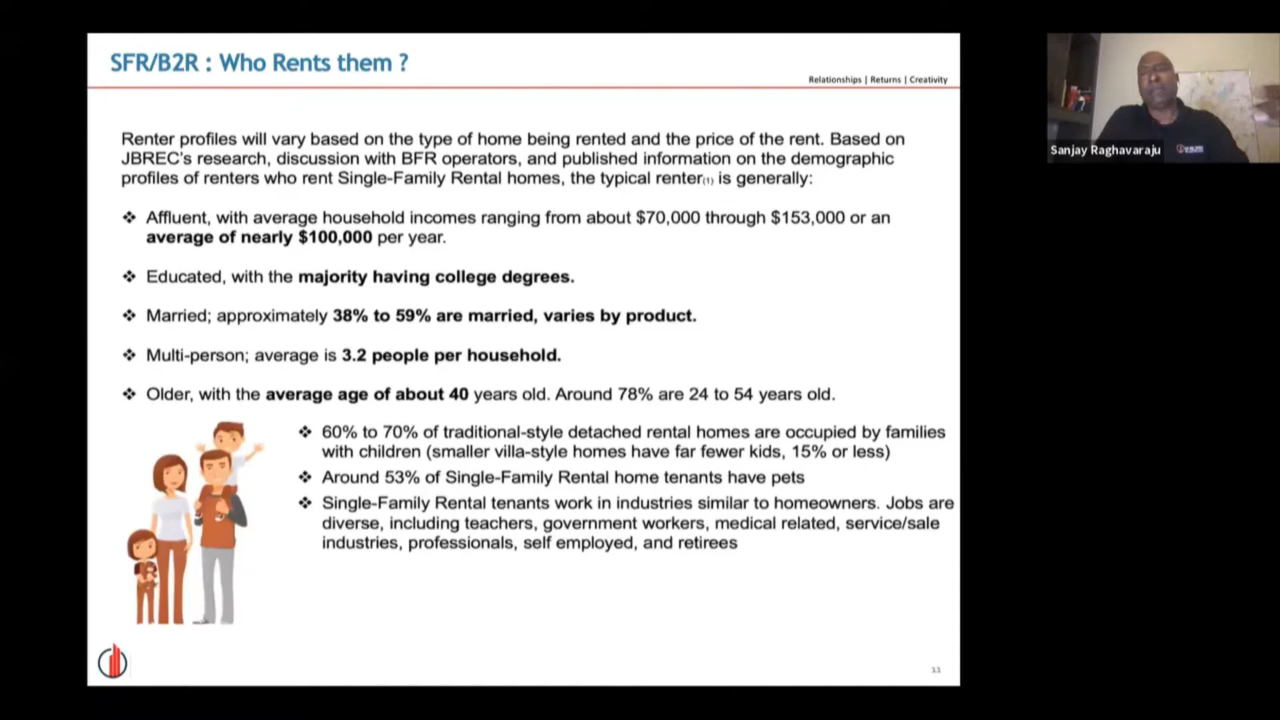 SFR/B2R : Who Rents them ?
Relationships | Returns | Creativity
Renter profiles will vary based on the type of home being rented and the price of the rent. Based on
JBREC's research, discussion with BFR operators, and published information on the demographic
profiles of renters who rent Single-Family Rental homes, the typical renter(1) is generally:
❖ Affluent, with average household incomes ranging from about $70,000 through $153,000 or an
average of nearly $100,000 per year.
❖ Educated, with the majority having college degrees.
❖ Married; approximately 38% to 59% are married, varies by product.
❖ Multi-person; average is 3.2 people per household.
❖ Older, with the average age of about 40 years old. Around 78% are 24 to 54 years old.
❖ 60% to 70% of traditional-style detached rental homes are occupied by families
with children (smaller villa-style homes have far fewer kids, 15% or less)
❖ Around 53% of Single-Family Rental home tenants have pets
❖ Single-Family Rental tenants work in industries similar to homeowners. Jobs are
diverse, including teachers, government workers, medical related, service/sale
industries, professionals, self employed, and retirees
11
Sanjay Raghavaraju